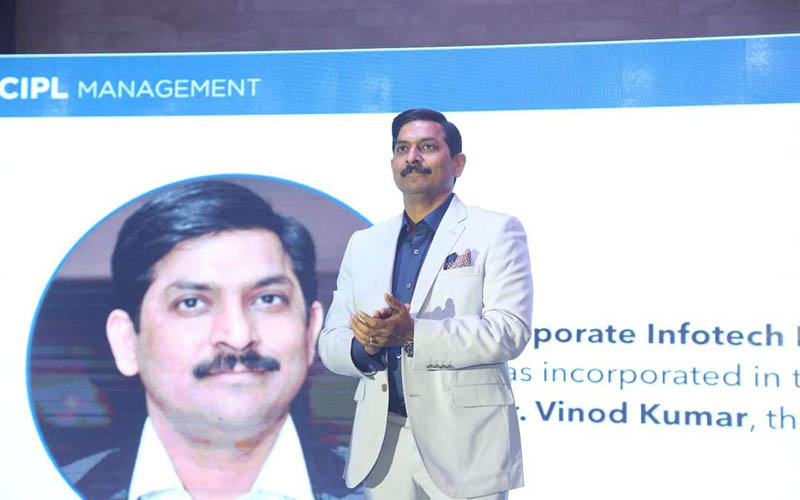 CIPL MANAGEMENT
porate Infotech
as incorporated in
. Vinod Kumar, th